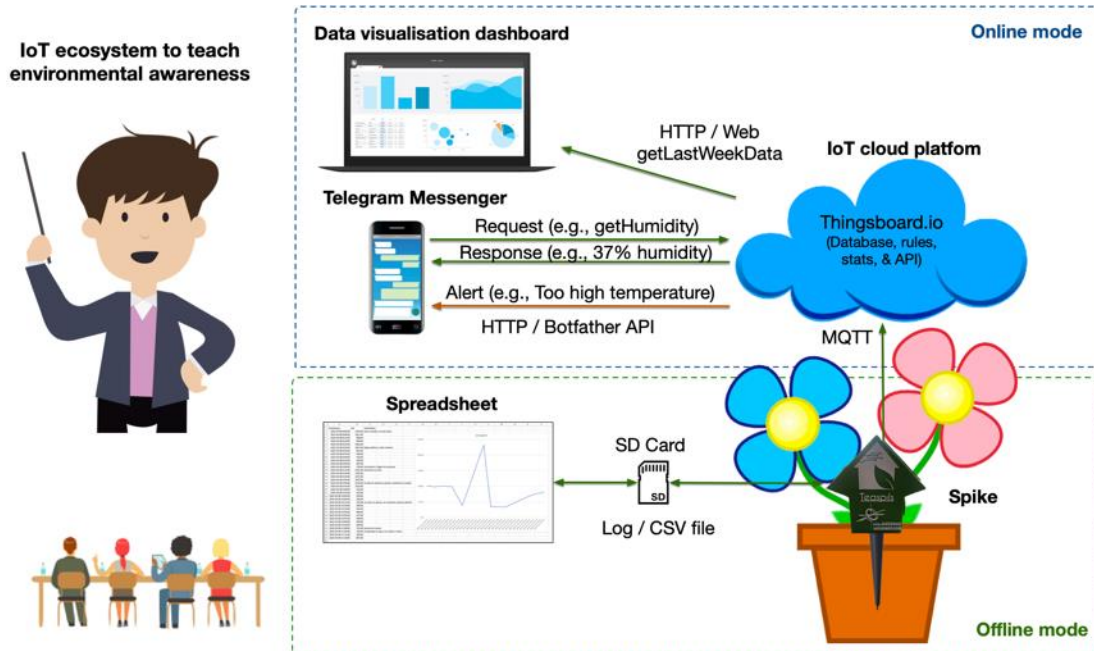 IoT ecosystem to teach
environmental awareness
Online mode
Data visualisation dashboard
HTTP / Web
getLastWeekData
IoT cloud platfom
Thingsboard.io
(Database, rules,
stats, & API)
Telegram Messenger
Request (e.g., getHumidity)
Response (e.g., 37% humidity)
Alert (e.g., Too high temperature)
HTTP / Botfather API
MQTT
Spreadsheet
SD Card
SD
Log / CSV file
Teaspils
Spike
Offline mode